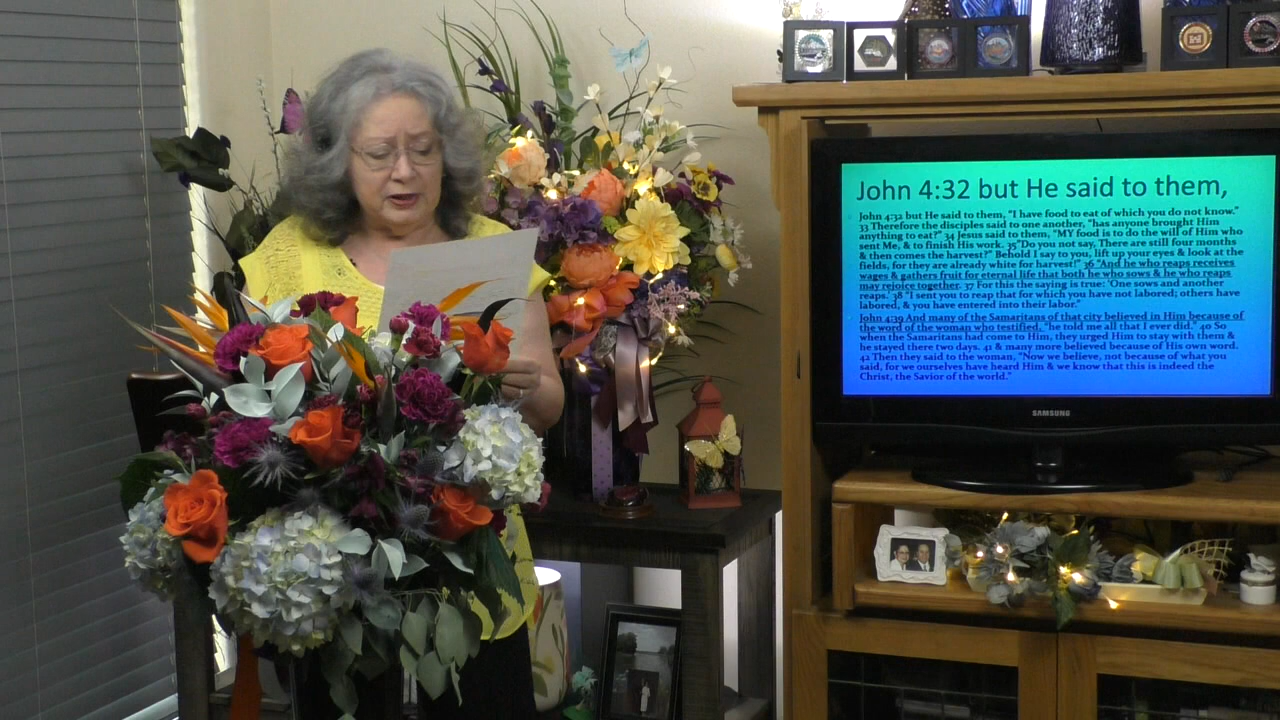 John 4:32 but He said to them,
John 4:32 but He said to them, "I have food to eat of which you do not know."
33 Therefore the disciples said to one another, "has anyone brought Him
anything to eat?" 34 Jesus said to them, "MY food is to do the will of Him who
sent Me, & to finish His work. 35"Do you not say, There are still four months
& then comes the harvest?" Behold I say to you, lift up your eyes & look at the
fields, for they are already white for harvest!" 36 "And he who reaps receives
wages & gathers fruit for eternal life that both he who sows & he who reaps
may rejoice together. 37 For this the saying is true: 'One sows and another
reaps.' 38 "I sent you to reap that for which you have not labored; others have
labored, & you have entered into their labor."
John 4:39 And many of the Samaritans of that city believed in Him because of
the word of the woman who testified, "he told me all that I ever did." 40 So
when the Samaritans had come to Him, they urged Him to stay with them &
he stayed there two days. 41 & many more believed because of His own word.
42 Then they said to the woman, "Now we believe, not because of what you
said, for we ourselves have heard Him & we know that this is indeed the
Christ, the Savior of the world."
SAMSUNG